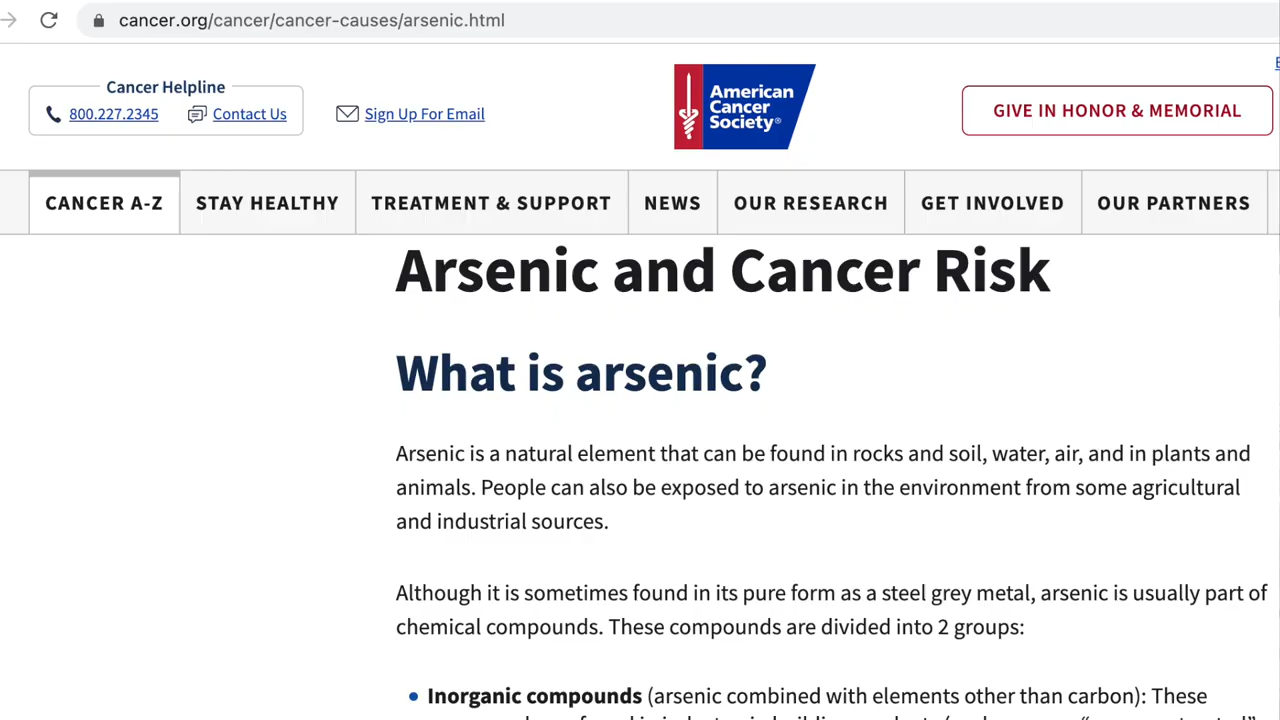 cancer.org/cancer/cancer-causes/arsenic.html
Cancer Helpline
800.227.2345 Contact Us Sign Up For Email
American
Cancer
Society®
GIVE IN HONOR & MEMORIAL
CANCER A-Z STAY HEALTHY TREATMENT & SUPPORT NEWS OUR RESEARCH GET INVOLVED OUR PARTNERS
Arsenic and Cancer Risk
What is arsenic?
Arsenic is a natural element that can be found in rocks and soil, water, air, and in plants and
animals. People can also be exposed to arsenic in the environment from some agricultural
and industrial sources.
Although it is sometimes found in its pure form as a steel grey metal, arsenic is usually part of
chemical compounds. These compounds are divided into 2 groups:
• Inorganic compounds (arsenic combined with elements other than carbon): These